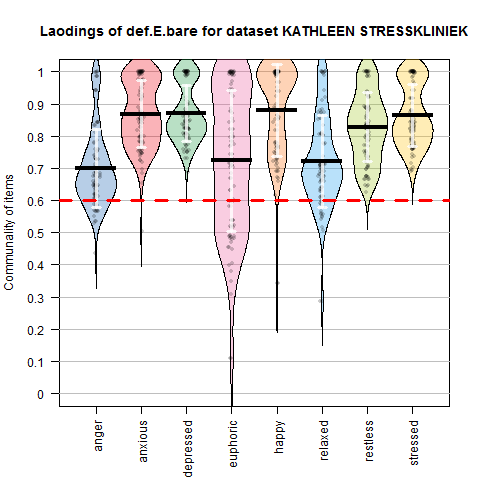 Laodings of def.E.bare for dataset KATHLEEN STRESSKLINIEK
Communality of items
1
0.9
0.8
0.7
0.6
0.5
0.4
0.3
0.2
0.1
0
anger
anxious
depressed
euphoric
happy
relaxed
restless
stressed